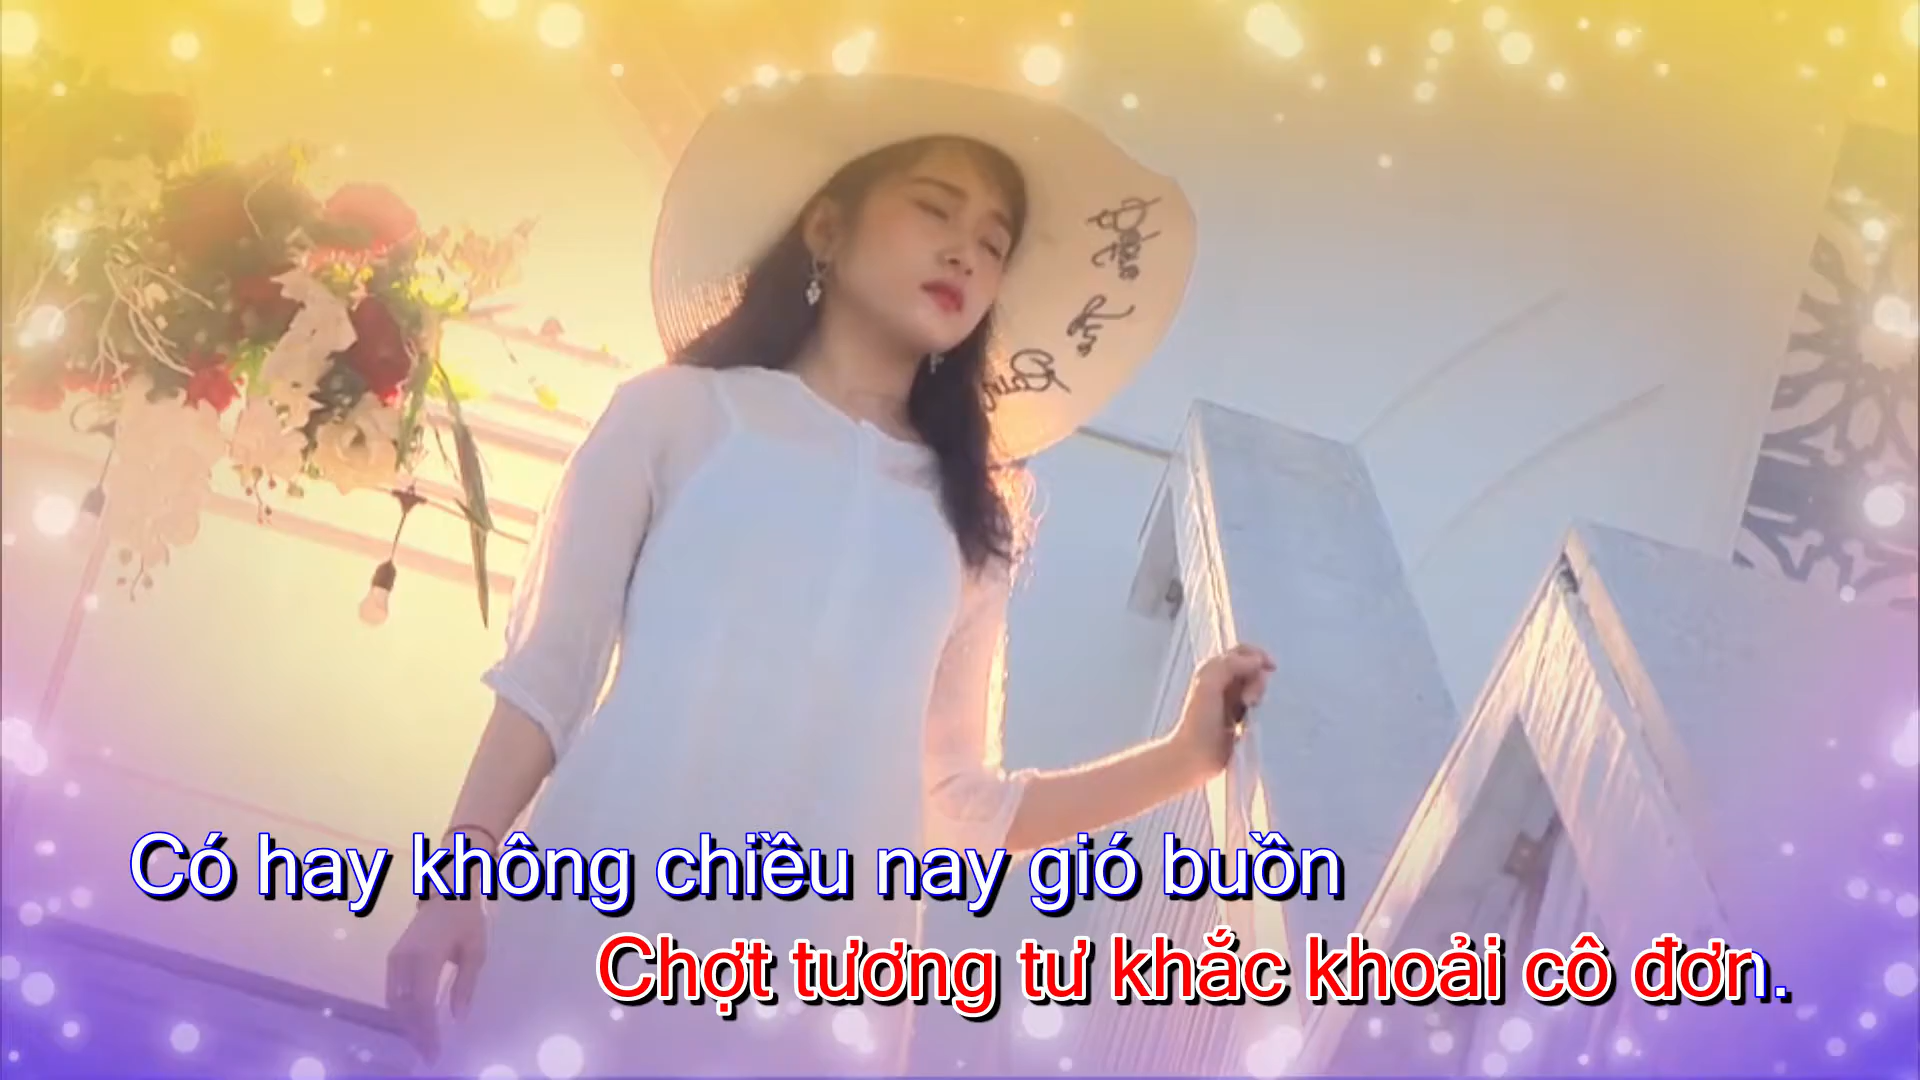 Có hay không chiều nay gió buồn
Chợt tương tư khắc khoải cô đơn.